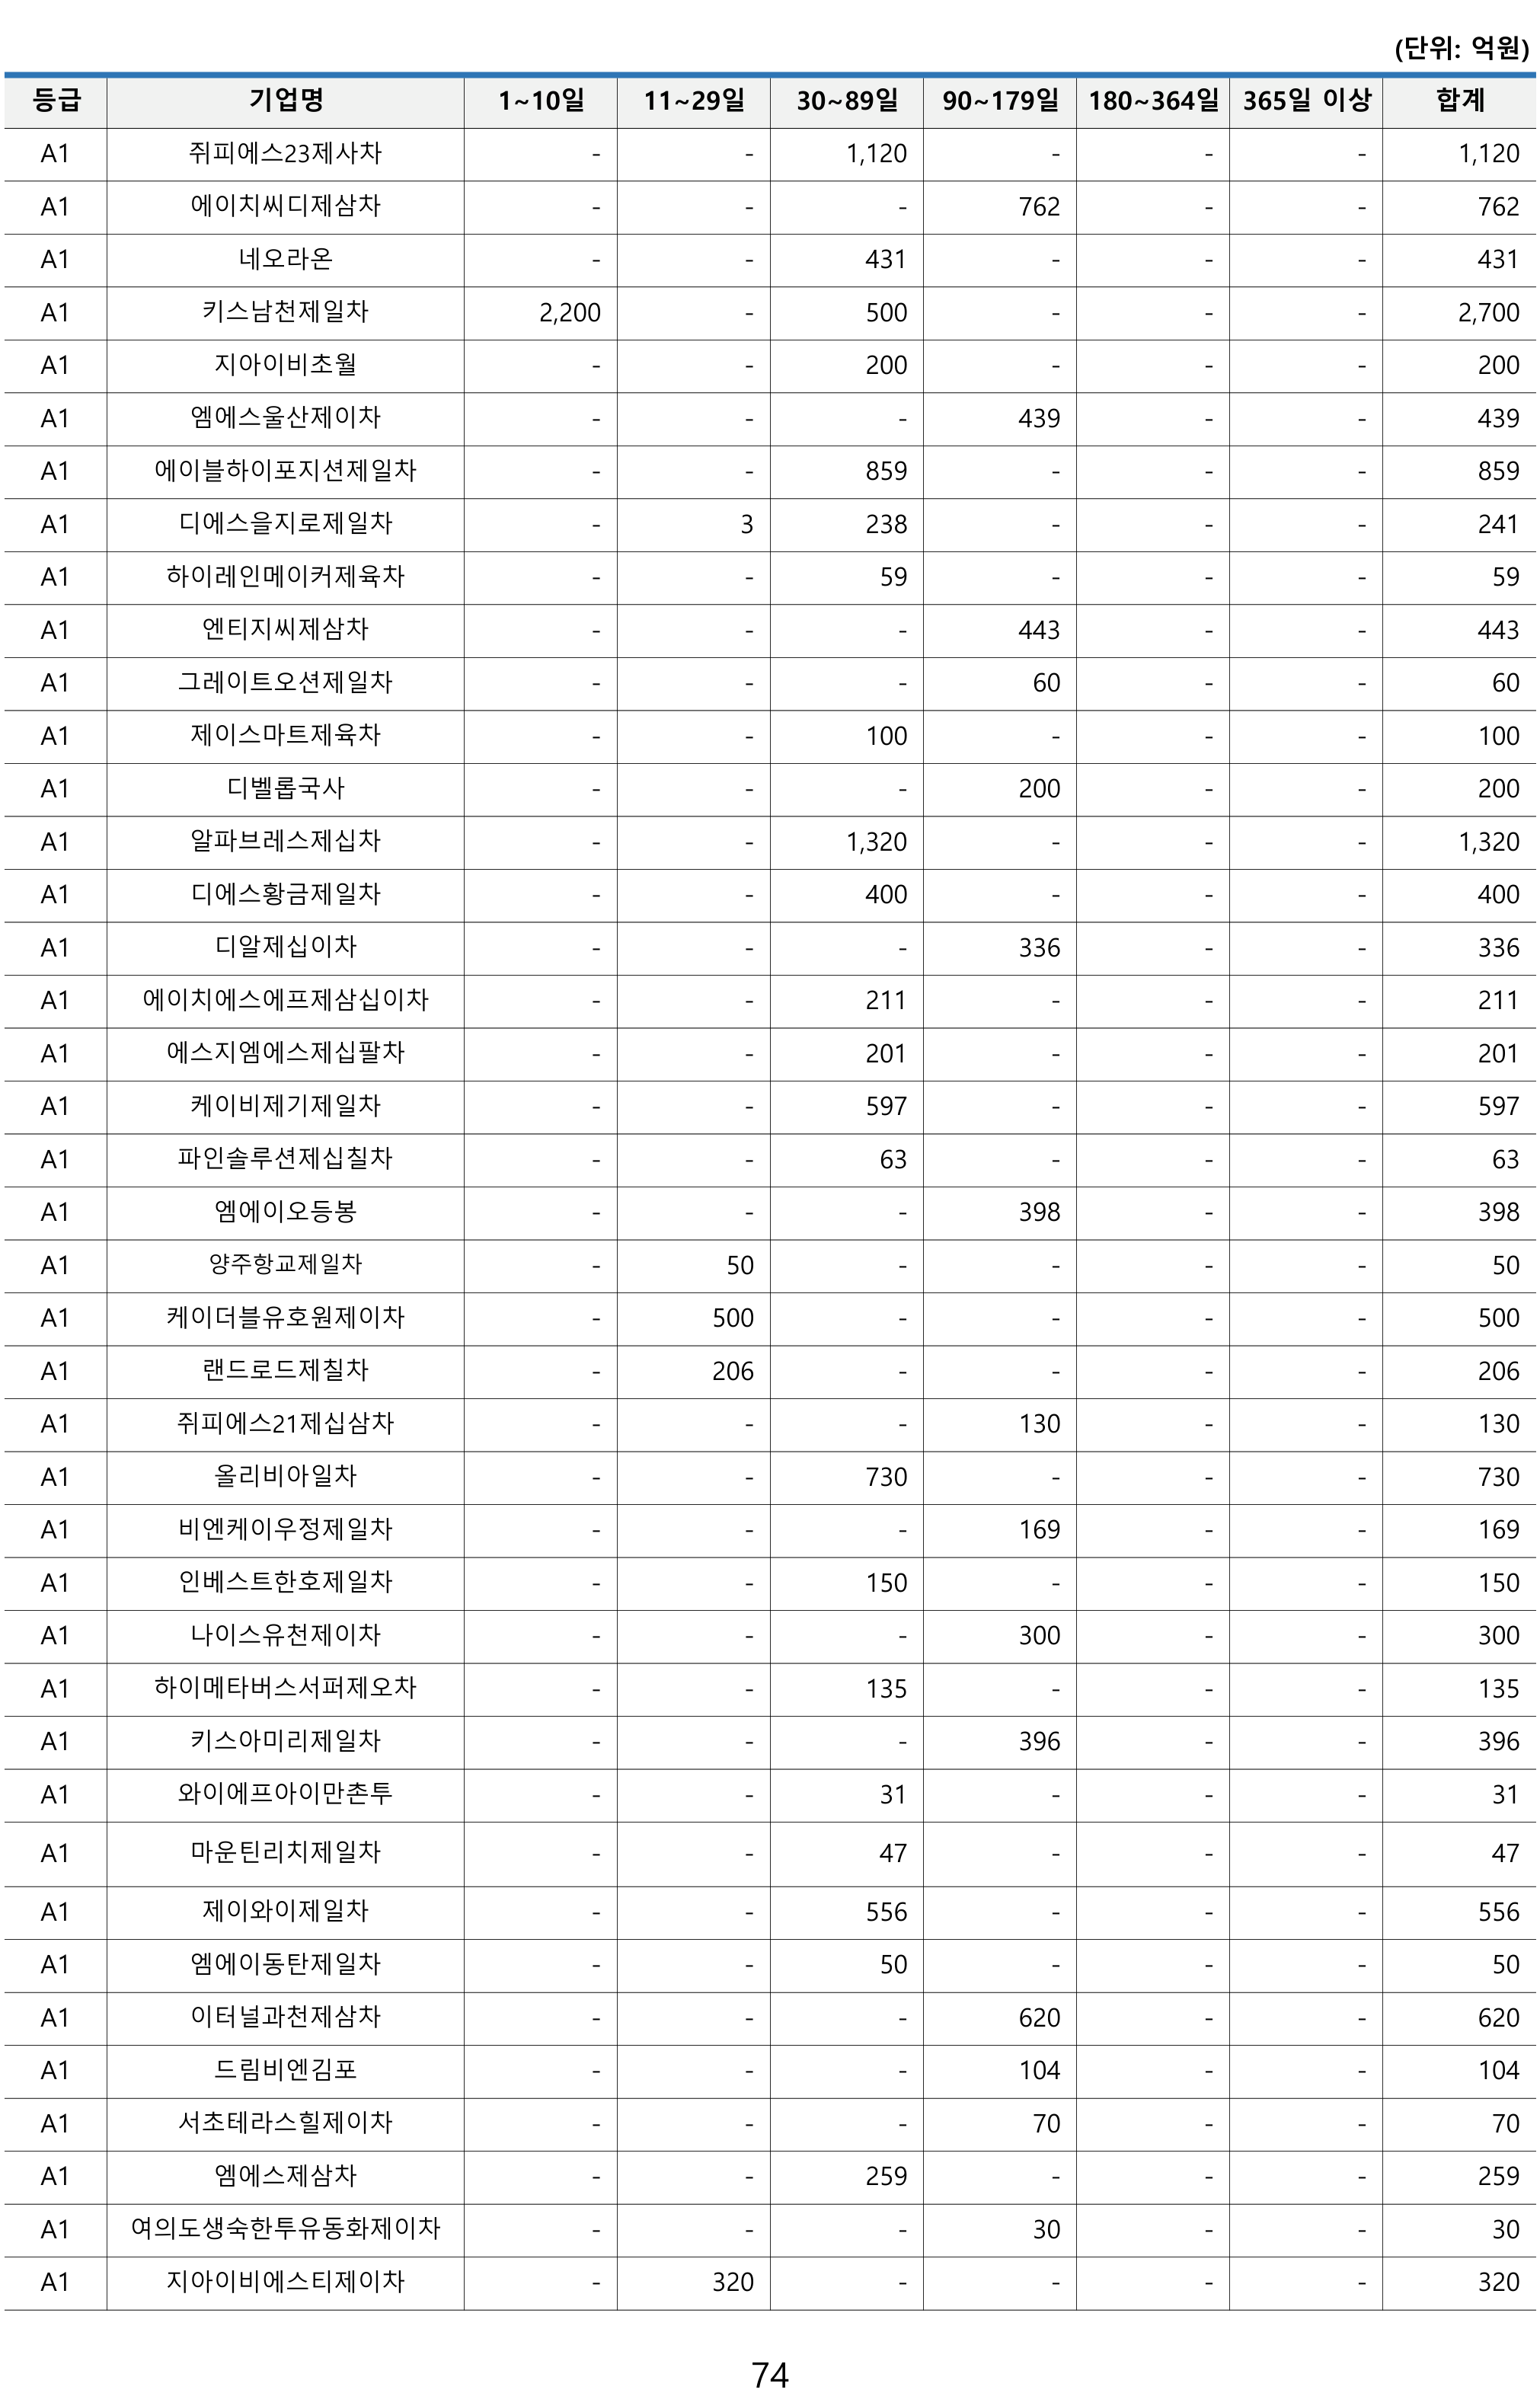 (단위: 억원)
등급 기업명 1~10일 11~29일 30~89일 90~179일 180~364일 365일 이상 합계
A1 쥐피에스23제사차 - - 1,120 - - - 1,120
A1 에이치씨디제삼차 - - - 762 - - 762
A1 네오라온 - - 431 - - - 431
A1 키스남천제일차 2,200 - 500 - - - 2,700
A1 지아이비초월 - - 200 - - - 200
A1 엠에스울산제이차 - - - 439 - - 439
A1 에이블하이포지션제일차 - - 859 - - - 859
A1 디에스을지로제일차 - 3 238 - - - 241
A1 하이레인메이커제육차 - - 59 - - - 59
A1 엔티지씨제삼차 - - - 443 - - 443
A1 그레이트오션제일차 - - - 60 - - 60
A1 제이스마트제육차 - - 100 - - - 100
A1 디벨롭국사 - - - 200 - - 200
A1 알파브레스제십차 - - 1,320 - - - 1,320
A1 디에스황금제일차 - - 400 - - - 400
A1 디알제십이차 - - - 336 - - 336
A1 에이치에스에프제삼십이차 - - 211 - - - 211
A1 에스지엠에스제십팔차 - - 201 - - - 201
A1 케이비제기제일차 - - 597 - - - 597
A1 파인솔루션제십칠차 - - 63 - - - 63
A1 엠에이오등봉 - - - 398 - - 398
A1 양주항교제일차 - 50 - - - - 50
A1 케이더블유호원제이차 - 500 - - - - 500
A1 랜드로드제칠차 - 206 - - - - 206
A1 쥐피에스21제십삼차 - - - 130 - - 130
A1 올리비아일차 - - 730 - - - 730
A1 비엔케이우정제일차 - - - 169 - - 169
A1 인베스트한호제일차 - - 150 - - - 150
A1 나이스유천제이차 - - - 300 - - 300
A1 하이메타버스서퍼제오차 - - 135 - - - 135
A1 키스아미리제일차 - - - 396 - - 396
A1 와이에프아이만촌투 - - 31 - - - 31
A1 마운틴리치제일차 - - 47 - - - 47
A1 제이와이제일차 - - 556 - - - 556
A1 엠에이동탄제일차 - - 50 - - - 50
A1 이터널과천제삼차 - - - 620 - - 620
A1 드림비엔김포 - - - 104 - - 104
A1 서초테라스힐제이차 - - - 70 - - 70
A1 엠에스제삼차 - - 259 - - - 259
A1 여의도생숙한투유동화제이차 - - - 30 - - 30
A1 지아이비에스티제이차 - 320 - - - - 320
74